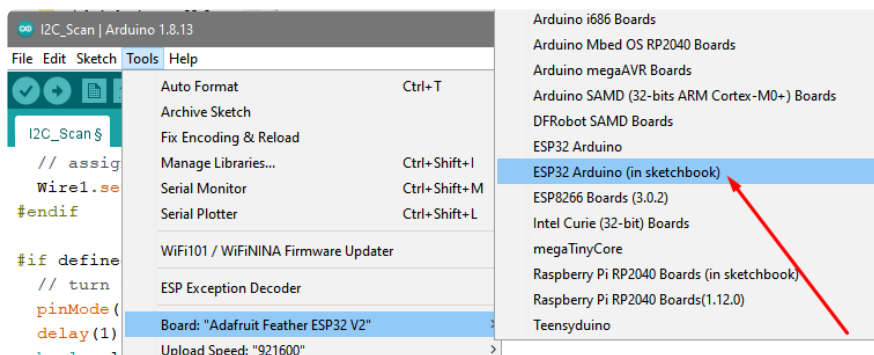 I2C_Scan | Arduino 1.8.13
File Edit Sketch Tools Help
I2C_Scan §
// assig
Wire1.se
#endif
#if define
// turn
pinMode(
delay(1)
Auto Format Ctrl+T
Archive Sketch
Fix Encoding & Reload
Manage Libraries... Ctrl+Shift+I
Serial Monitor Ctrl+Shift+M
Serial Plotter Ctrl+Shift+L
WiFi101 / WiFiNINA Firmware Updater
ESP Exception Decoder
Board: "Adafruit Feather ESP32 V2"
Upload Speed: "921600"
Arduino i686 Boards
Arduino Mbed OS RP2040 Boards
Arduino megaAVR Boards
Arduino SAMD (32-bits ARM Cortex-M0+) Boards
DFRobot SAMD Boards
ESP32 Arduino
ESP32 Arduino (in sketchbook)
ESP8266 Boards (3.0.2)
Intel Curie (32-bit) Boards
megaTinyCore
Raspberry Pi RP2040 Boards (in sketchbook)
Raspberry Pi RP2040 Boards(1.12.0)
Teensyduino